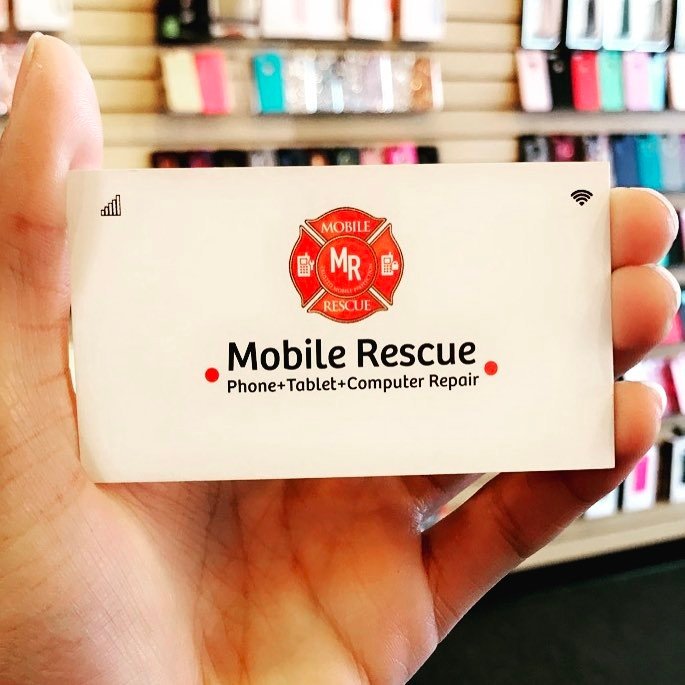 MOBILE
MR
RESCUE
Mobile Rescue
Phone+Tablet+Computer Repair